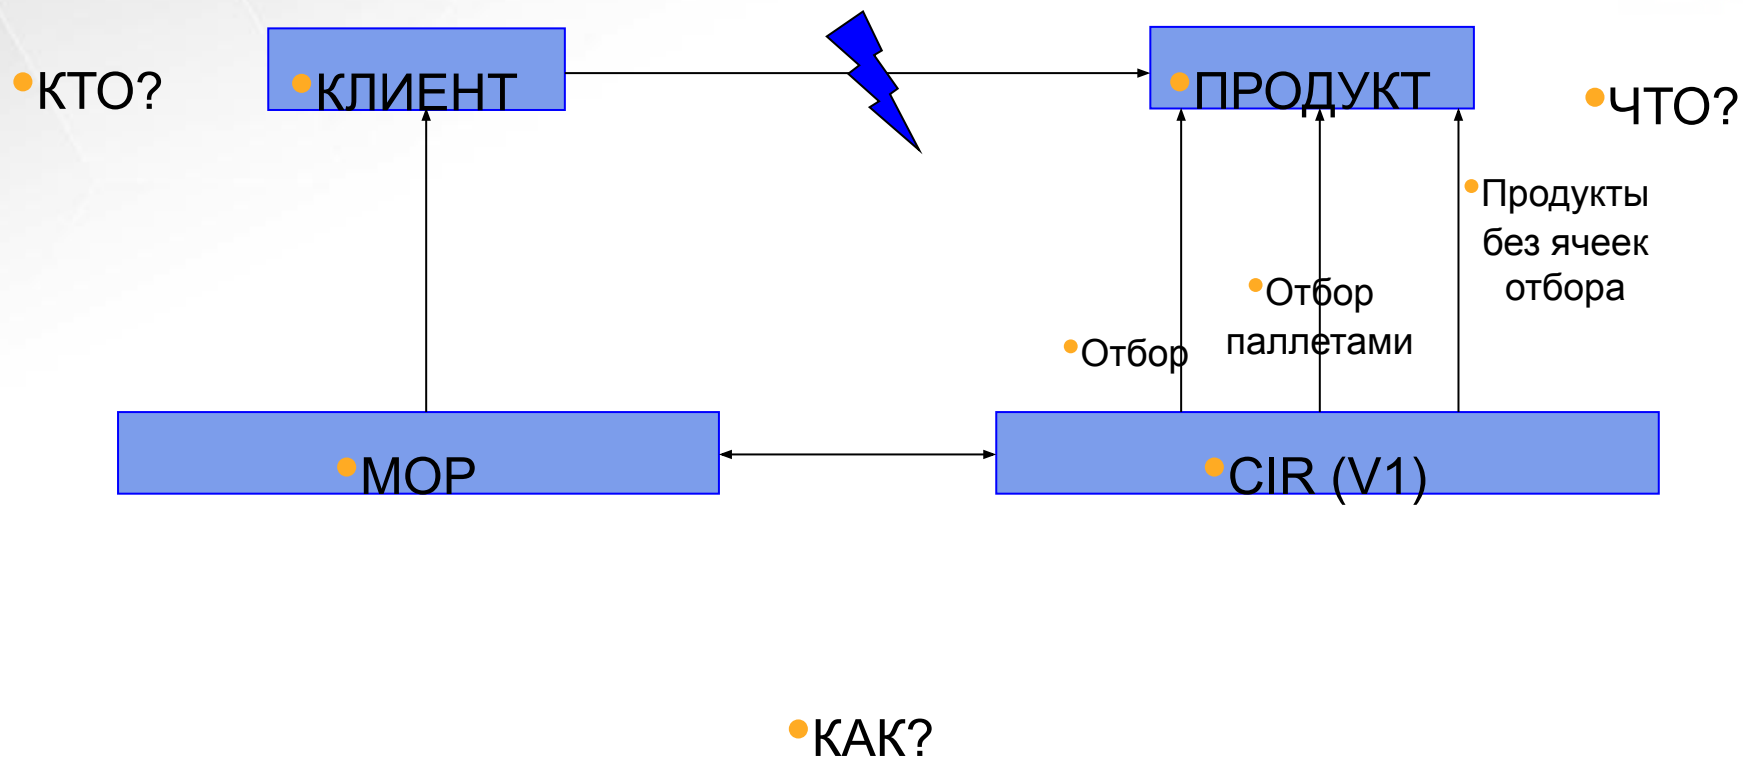 КТО?
КЛИЕНТ
ПРОДУКТ
ЧТО?
Продукты
без ячеек
отбора
Отбор
паллетами
Отбор
МОР
CIR (V1)
КАК?